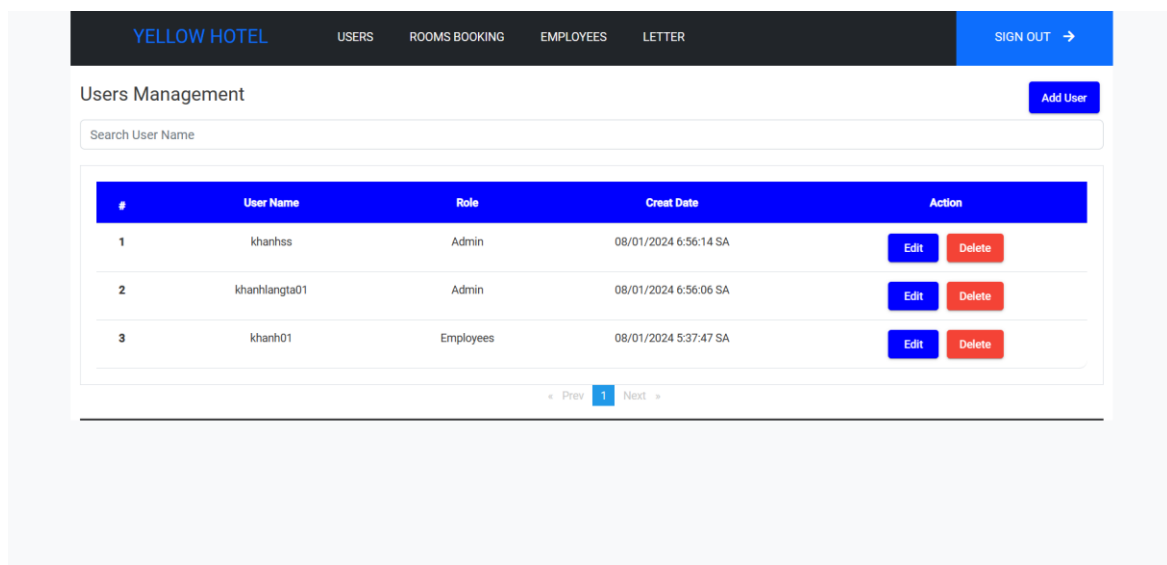 YELLOW HOTEL USERS ROOMS BOOKING EMPLOYEES LETTER SIGN OUT →
Users Management Add User
Search User Name
# User Name Role Creat Date Action
1 khanhss Admin 08/01/2024 6:56:14 SA Edit Delete
2 khanhlangta01 Admin 08/01/2024 6:56:06 SA Edit Delete
3 khanh01 Employees 08/01/2024 5:37:47 SA Edit Delete
« Prev 1 Next »